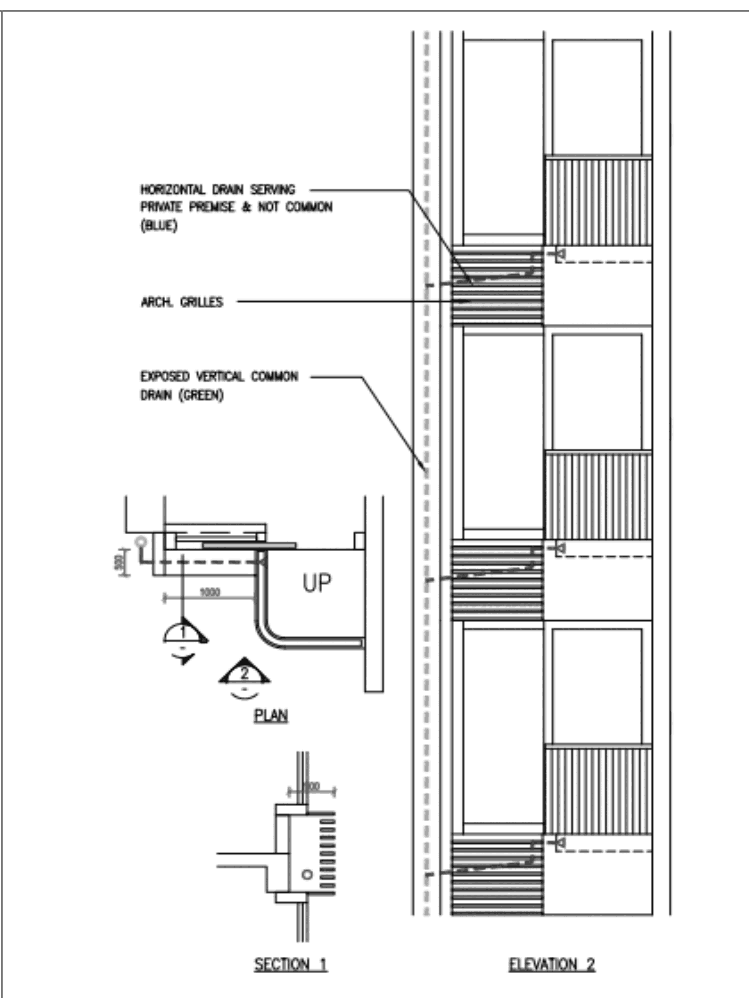 HORIZONTAL DRAIN SERVING
PRIVATE PREMISE & NOT COMMON
(BLUE)
ARCH. GRILLES
EXPOSED VERTICAL COMMON
DRAIN (GREEN)
500
UP
1000
1
-
2
-
PLAN
SECTION 1
ELEVATION 2